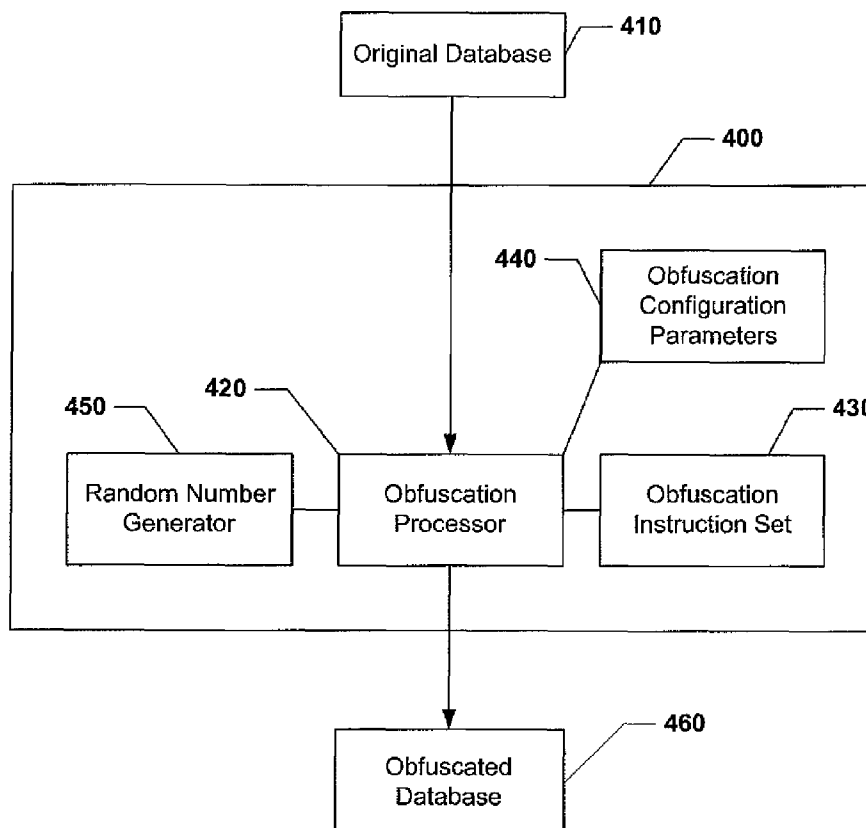 410
Original Database
400
440
Obfuscation
Configuration
Parameters
450
420
430
Random Number
Generator
Obfuscation
Processor
Obfuscation
Instruction Set
460
Obfuscated
Database